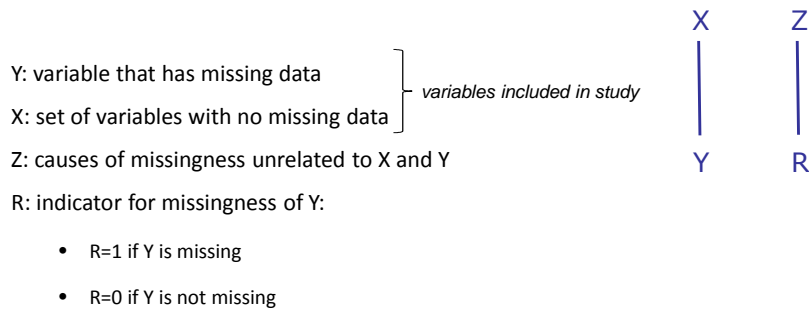 X Z
Y: variable that has missing data
variables included in study
X: set of variables with no missing data
Z: causes of missingness unrelated to X and Y
Y R
R: indicator for missingness of Y:
• R=1 if Y is missing
• R=0 if Y is not missing